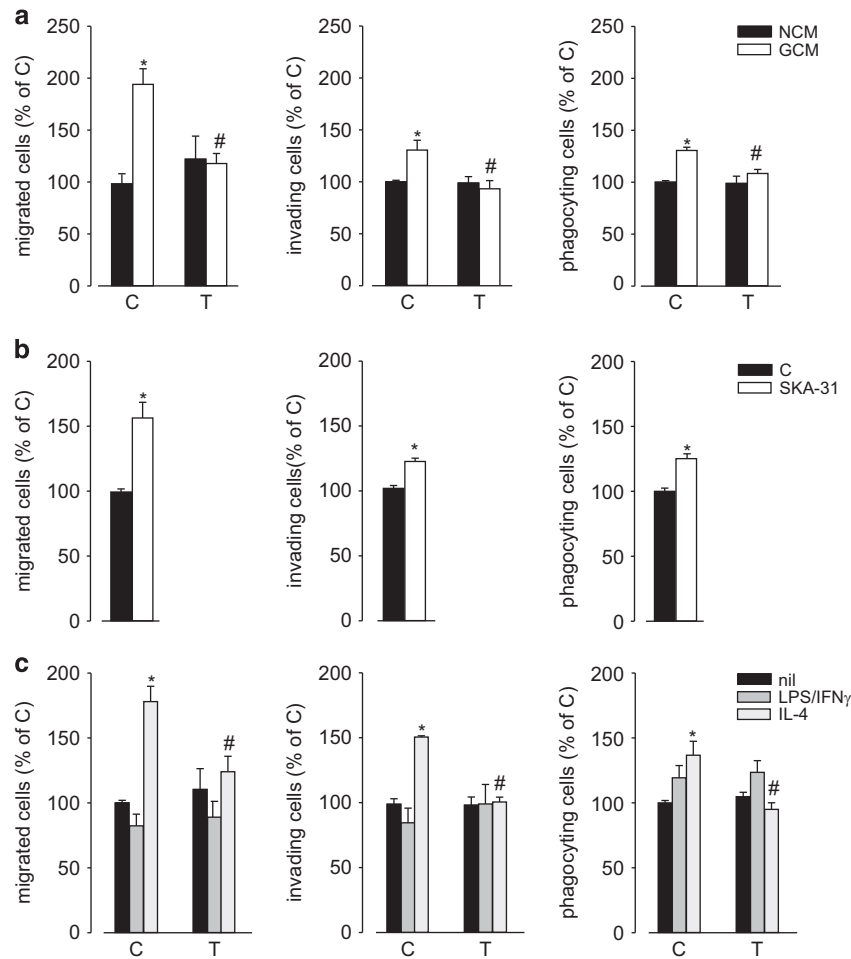 a
migrated cells (% of C)
250
200
150
100
50
0
*
#
C T
invading cells (% of C)
250
200
150
100
50
0
*
#
C T
phagocyting cells (% of C)
250
200
150
100
50
0
*
#
C T
NCM
GCM
b
migrated cells (% of C)
200
150
100
50
0
*
invading cells(% of C)
200
150
100
50
0
*
phagocyting cells (% of C)
200
150
100
50
0
*
C
SKA-31
c
migrated cells (% of C)
200
150
100
50
0
*
#
C T
invading cells (% of C)
200
150
100
50
0
*
#
C T
phagocyting cells (% of C)
200
150
100
50
0
*
#
C T
nil
LPS/IFNγ
IL-4